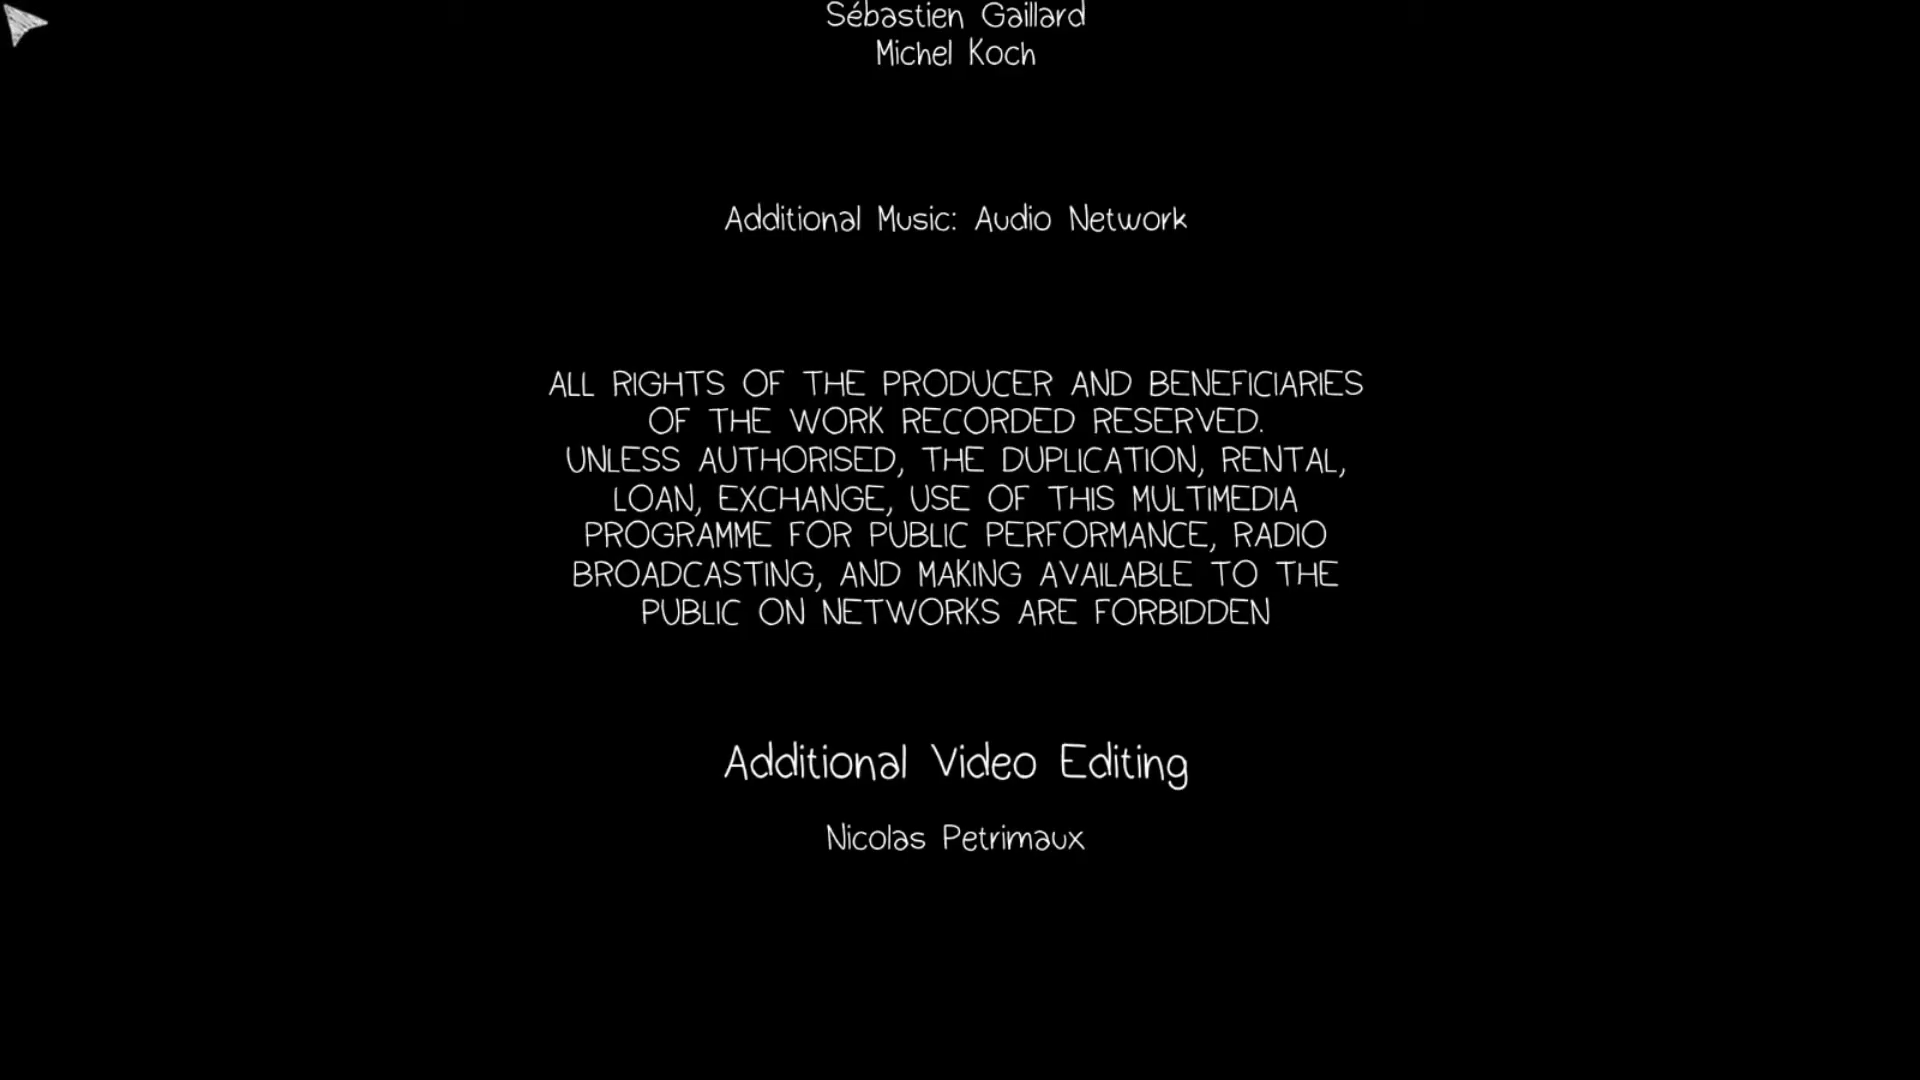 Sébastien Gaillard
Michel Koch
Additional Music: Audio Network
ALL RIGHTS OF THE PRODUCER AND BENEFICIARIES
OF THE WORK RECORDED RESERVED.
UNLESS AUTHORISED, THE DUPLICATION, RENTAL,
LOAN, EXCHANGE, USE OF THIS MULTIMEDIA
PROGRAMME FOR PUBLIC PERFORMANCE, RADIO
BROADCASTING, AND MAKING AVAILABLE TO THE
PUBLIC ON NETWORKS ARE FORBIDDEN
Additional Video Editing
Nicolas Petrimaux